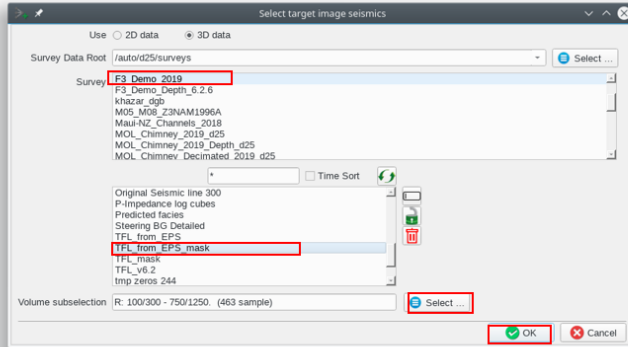 Select target image seismics
Use 2D data 3D data
Survey Data Root /auto/d25/surveys Select ...
Survey F3_Demo_2019
F3_Demo_Depth_6.2.6
khazar_dgb
M05_M08_Z3NAM1996A
Maui-NZ_Channels_2018
MOL_Chimney_2019_d25
MOL_Chimney_2019_Depth_d25
MOL_Chimney_Decimated_2019_d25
* Time Sort
Original Seismic line 300
P-Impedance log cubes
Predicted facies
Steering BG Detailed
TFL_from_EPS
TFL_from_EPS_mask
TFL_mask
TFL_v6.2
tmp zeros 244
Volume subselection R: 100/300 - 750/1250. (463 sample) Select ...
OK Cancel